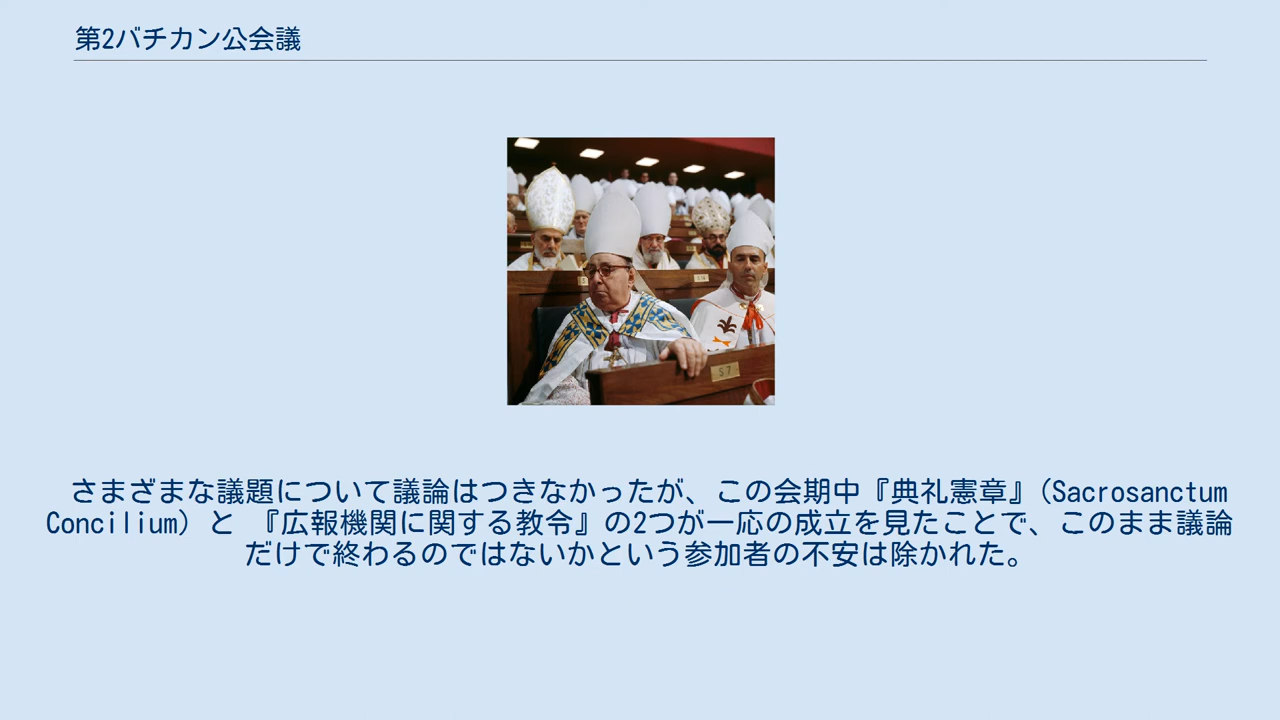 第2バチカン公会議
57
さまざまな議題について議論はつきなかったが、この会期中『典礼憲章』(Sacrosanctum
Concilium) と 『広報機関に関する教令』の2つが一応の成立を見たことで、このまま議論
だけで終わるのではないかという参加者の不安は除かれた。